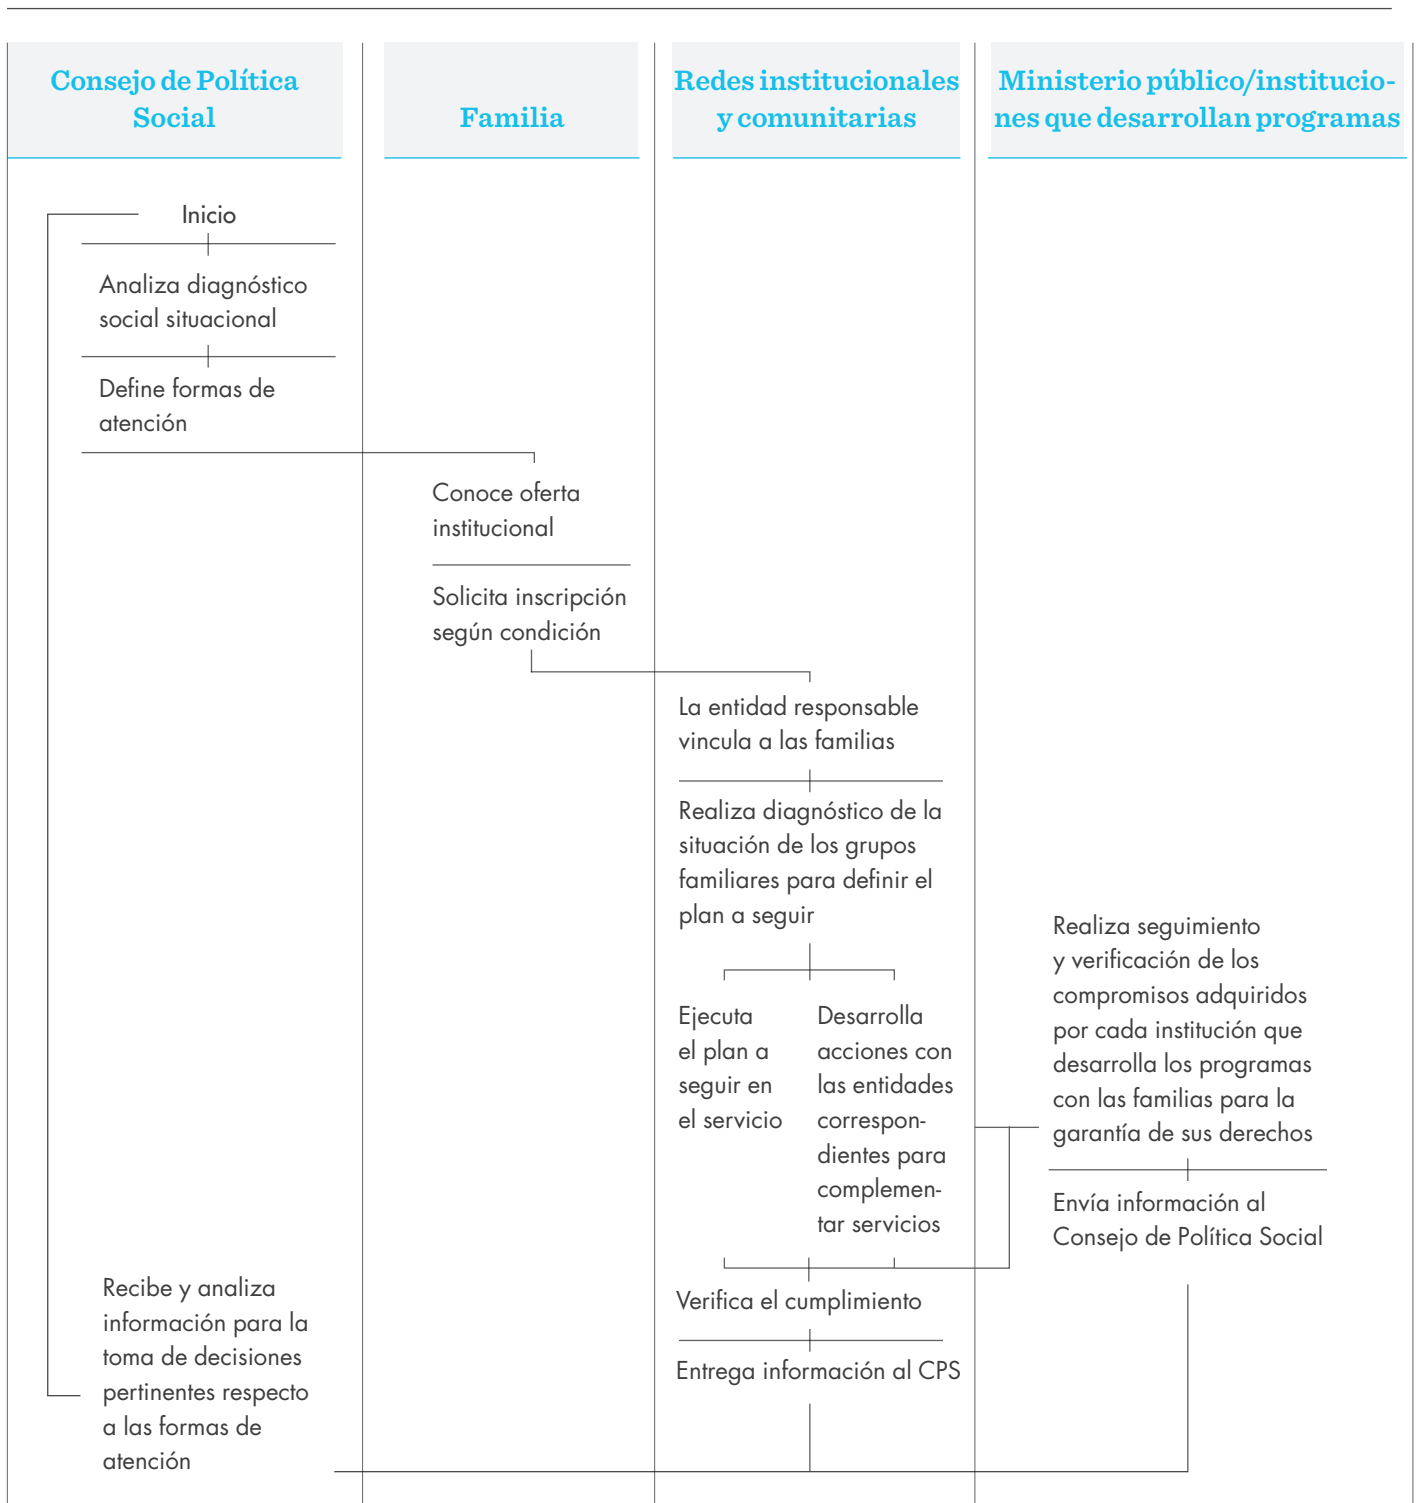 Consejo de Política
Social
Familia
Redes institucionales
y comunitarias
Ministerio público/institucio-
nes que desarrollan programas
Inicio
Analiza diagnóstico
social situacional
Define formas de
atención
Conoce oferta
institucional
Solicita inscripción
según condición
La entidad responsable
vincula a las familias
Realiza diagnóstico de la
situación de los grupos
familiares para definir el
plan a seguir
Ejecuta
el plan a
seguir en
el servicio
Desarrolla
acciones con
las entidades
correspon-
dientes para
complemen-
tar servicios
Realiza seguimiento
y verificación de los
compromisos adquiridos
por cada institución que
desarrolla los programas
con las familias para la
garantía de sus derechos
Envía información al
Consejo de Política Social
Verifica el cumplimiento
Entrega información al CPS
Recibe y analiza
información para la
toma de decisiones
pertinentes respecto
a las formas de
atención